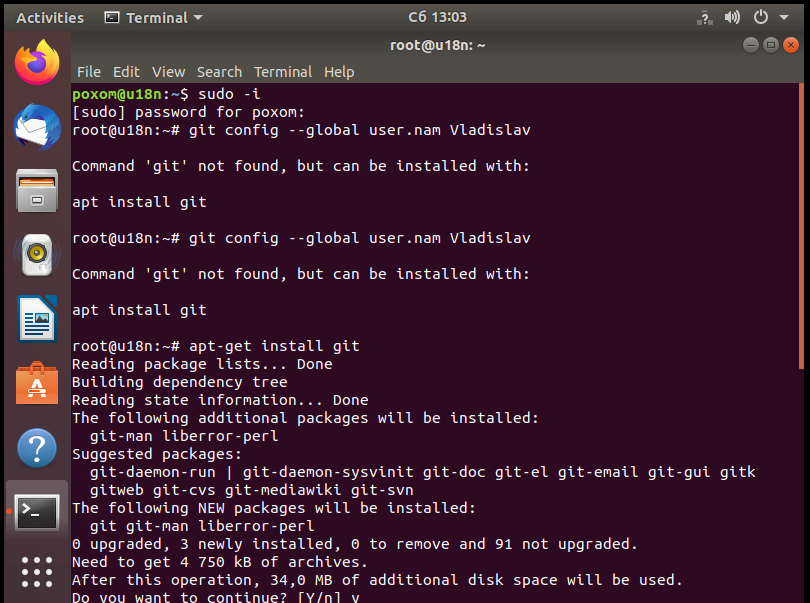 Activities Terminal Сб 13:03
root@u18n: ~
File Edit View Search Terminal Help
poxom@u18n:~$ sudo -i
[sudo] password for poxom:
root@u18n:~# git config --global user.nam Vladislav
Command 'git' not found, but can be installed with:
apt install git
root@u18n:~# git config --global user.nam Vladislav
Command 'git' not found, but can be installed with:
apt install git
root@u18n:~# apt-get install git
Reading package lists... Done
Building dependency tree
Reading state information... Done
The following additional packages will be installed:
git-man liberror-perl
Suggested packages:
git-daemon-run | git-daemon-sysvinit git-doc git-el git-email git-gui gitk
gitweb git-cvs git-mediawiki git-svn
The following NEW packages will be installed:
git git-man liberror-perl
0 upgraded, 3 newly installed, 0 to remove and 91 not upgraded.
Need to get 4 750 kB of archives.
After this operation, 34,0 MB of additional disk space will be used.
Do you want to continue? [Y/n] y